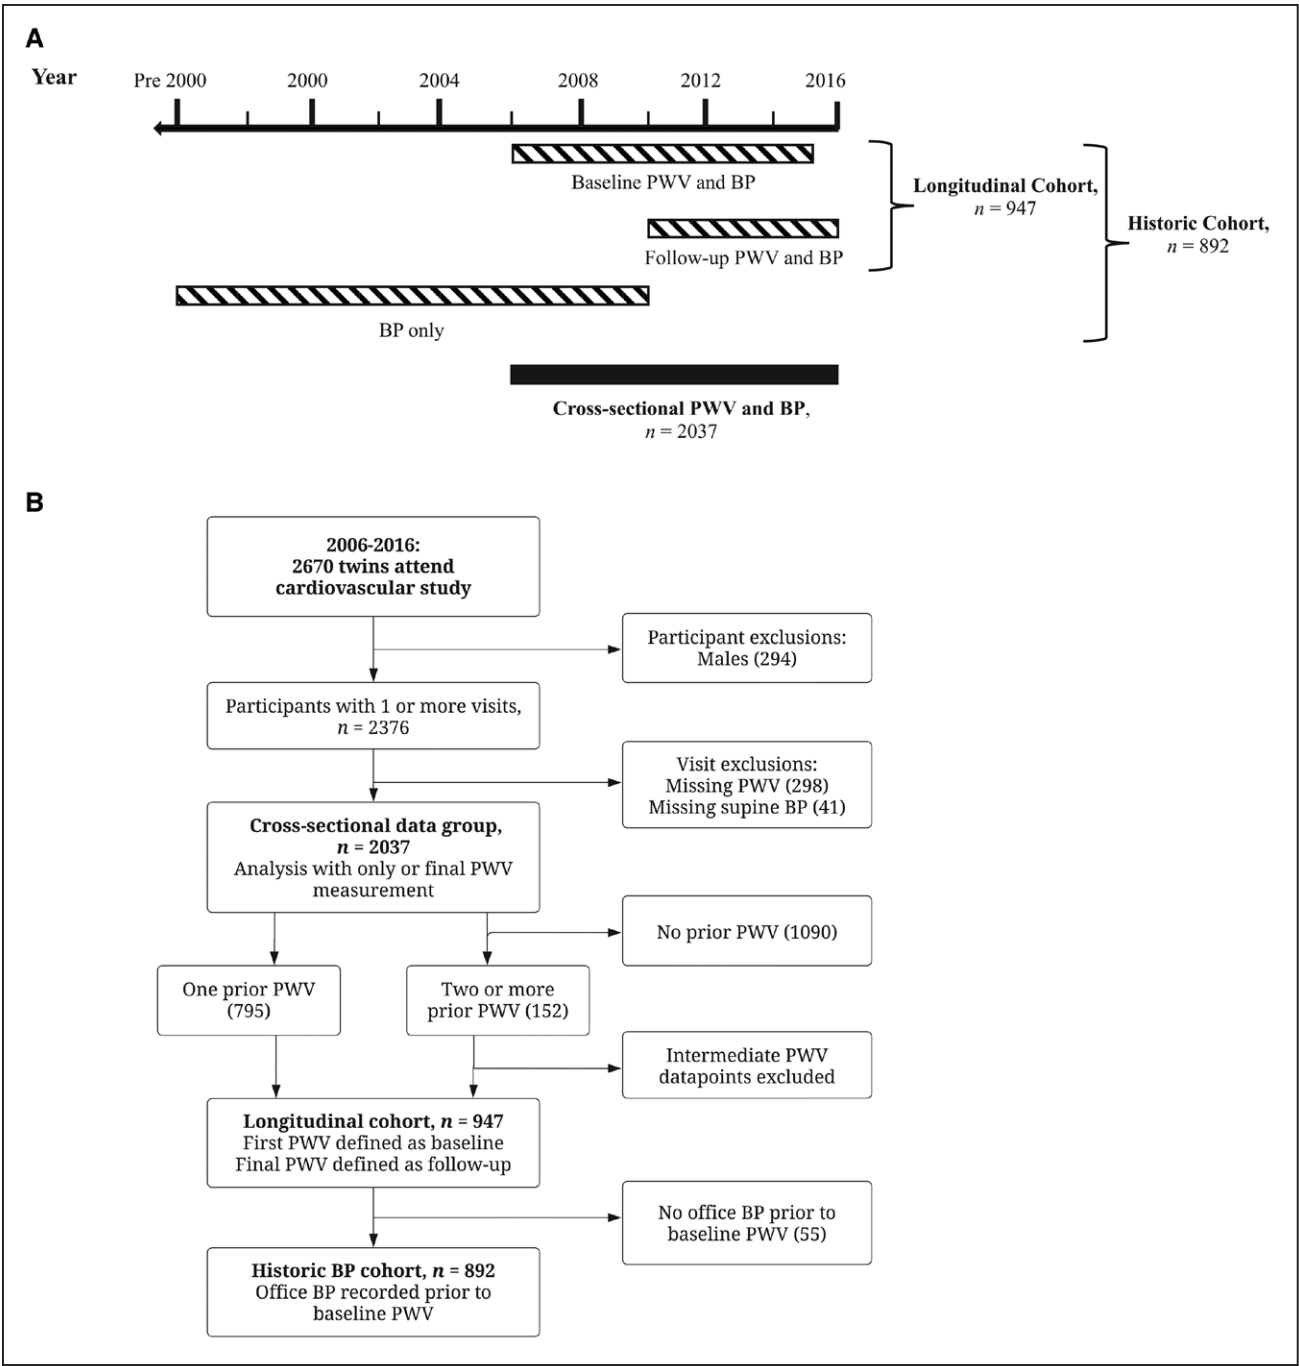 A
Year
Pre 2000
2000
2004
2008
2012
2016
Baseline PWV and BP
Longitudinal Cohort,
n = 947
Historic Cohort,
n = 892
Follow-up PWV and BP
BP only
Cross-sectional PWV and BP,
n = 2037
B
2006-2016:
2670 twins attend
cardiovascular study
Participant exclusions:
Males (294)
Participants with 1 or more visits,
n = 2376
Visit exclusions:
Missing PWV (298)
Missing supine BP (41)
Cross-sectional data group,
n = 2037
Analysis with only or final PWV
measurement
No prior PWV (1090)
One prior PWV
(795)
Two or more
prior PWV (152)
Intermediate PWV
datapoints excluded
Longitudinal cohort, n = 947
First PWV defined as baseline
Final PWV defined as follow-up
No office BP prior to
baseline PWV (55)
Historic BP cohort, n = 892
Office BP recorded prior to
baseline PWV